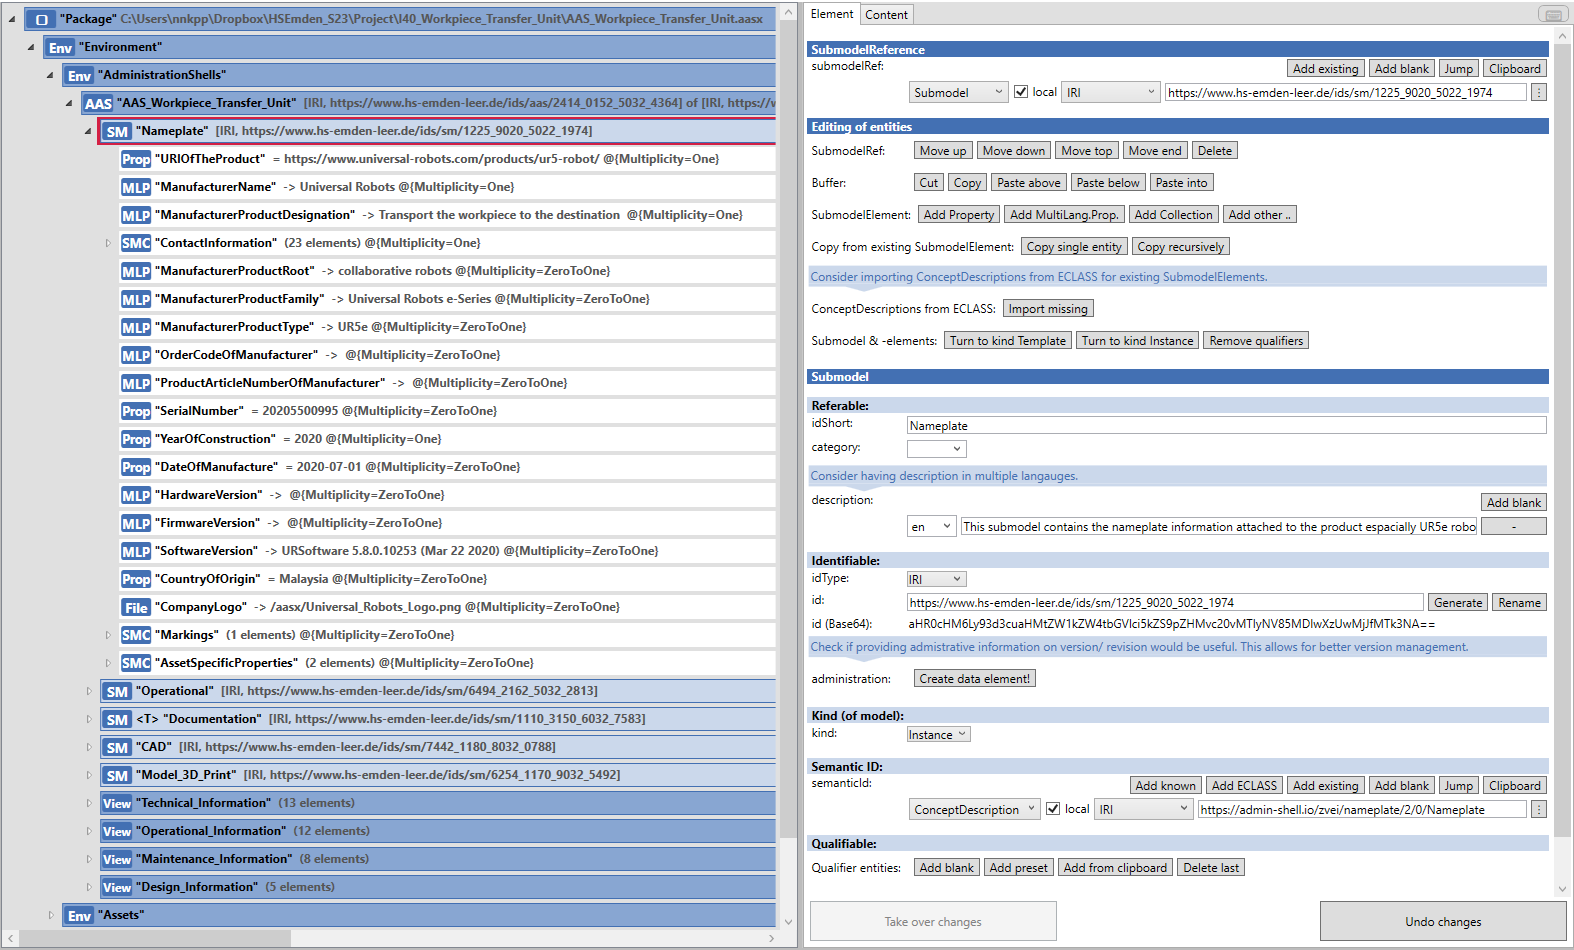 "Package" C:\Users\nnkpp\Dropbox\HSEmden_S23\Project\I40_Workpiece_Transfer_Unit\AAS_Workpiece_Transfer_Unit.aasx
Env "Environment"
Env "AdministrationShells"
AAS "AAS_Workpiece_Transfer_Unit" [IRI, https://www.hs-emden-leer.de/ids/aas/2414_0152_5032_4364] of [IRI, https://w
SM "Nameplate" [IRI, https://www.hs-emden-leer.de/ids/sm/1225_9020_5022_1974]
Prop "URIOfTheProduct" = https://www.universal-robots.com/products/ur5-robot/ @{Multiplicity=One}
MLP "ManufacturerName" -> Universal Robots @{Multiplicity=One}
MLP "ManufacturerProductDesignation" -> Transport the workpiece to the destination @{Multiplicity=One}
SMC "ContactInformation" (23 elements) @{Multiplicity=One}
MLP "ManufacturerProductRoot" -> collaborative robots @{Multiplicity=ZeroToOne}
MLP "ManufacturerProductFamily" -> Universal Robots e-Series @{Multiplicity=ZeroToOne}
MLP "ManufacturerProductType" -> UR5e @{Multiplicity=ZeroToOne}
MLP "OrderCodeOfManufacturer" -> @{Multiplicity=ZeroToOne}
MLP "ProductArticleNumberOfManufacturer" -> @{Multiplicity=ZeroToOne}
Prop "SerialNumber" = 20205500995 @{Multiplicity=ZeroToOne}
Prop "YearOfConstruction" = 2020 @{Multiplicity=One}
Prop "DateOfManufacture" = 2020-07-01 @{Multiplicity=ZeroToOne}
MLP "HardwareVersion" -> @{Multiplicity=ZeroToOne}
MLP "FirmwareVersion" -> @{Multiplicity=ZeroToOne}
MLP "SoftwareVersion" -> URSoftware 5.8.0.10253 (Mar 22 2020) @{Multiplicity=ZeroToOne}
Prop "CountryOfOrigin" = Malaysia @{Multiplicity=ZeroToOne}
File "CompanyLogo" -> /aasx/Universal_Robots_Logo.png @{Multiplicity=ZeroToOne}
SMC "Markings" (1 elements) @{Multiplicity=ZeroToOne}
SMC "AssetSpecificProperties" (2 elements) @{Multiplicity=ZeroToOne}
SM "Operational" [IRI, https://www.hs-emden-leer.de/ids/sm/6494_2162_5032_2813]
SM <T> "Documentation" [IRI, https://www.hs-emden-leer.de/ids/sm/1110_3150_6032_7583]
SM "CAD" [IRI, https://www.hs-emden-leer.de/ids/sm/7442_1180_8032_0788]
SM "Model_3D_Print" [IRI, https://www.hs-emden-leer.de/ids/sm/6254_1170_9032_5492]
View "Technical_Information" (13 elements)
View "Operational_Information" (12 elements)
View "Maintenance_Information" (8 elements)
View "Design_Information" (5 elements)
Env "Assets"
Element Content
SubmodelReference
submodelRef: Add existing Add blank Jump Clipboard
Submodel local IRI https://www.hs-emden-leer.de/ids/sm/1225_9020_5022_1974
Editing of entities
SubmodelRef: Move up Move down Move top Move end Delete
Buffer: Cut Copy Paste above Paste below Paste into
SubmodelElement: Add Property Add MultiLang.Prop. Add Collection Add other ..
Copy from existing SubmodelElement: Copy single entity Copy recursively
Consider importing ConceptDescriptions from ECLASS for existing SubmodelElements.
ConceptDescriptions from ECLASS: Import missing
Submodel & -elements: Turn to kind Template Turn to kind Instance Remove qualifiers
Submodel
Referable:
idShort: Nameplate
category:
Consider having description in multiple langauges.
description: Add blank
en This submodel contains the nameplate information attached to the product espacially UR5e robo -
Identifiable:
idType: IRI
id: https://www.hs-emden-leer.de/ids/sm/1225_9020_5022_1974 Generate Rename
id (Base64): aHR0cHM6Ly93d3cuaHMtZW1kZW4tbGVlci5kZS9pZHMvc20vMTIyNV85MDIwXzUwMjJfMTk3NA==
Check if providing admistrative information on version/ revision would be useful. This allows for better version management.
administration: Create data element!
Kind (of model):
kind: Instance
Semantic ID:
semanticId: Add known Add ECLASS Add existing Add blank Jump Clipboard
ConceptDescription local IRI https://admin-shell.io/zvei/nameplate/2/0/Nameplate
Qualifiable:
Qualifier entities: Add blank Add preset Add from clipboard Delete last
Take over changes Undo changes